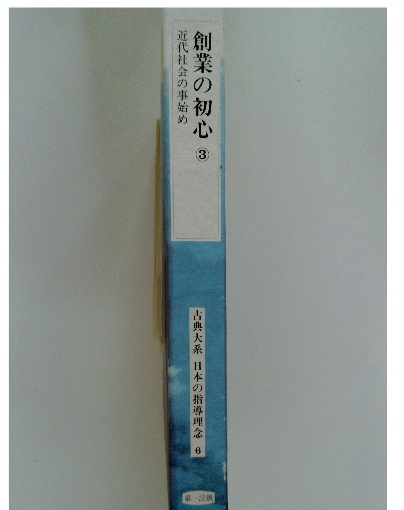 創業の初心 ③
近代社会の事始め
古典大系 日本の指導理念 6
第一法規